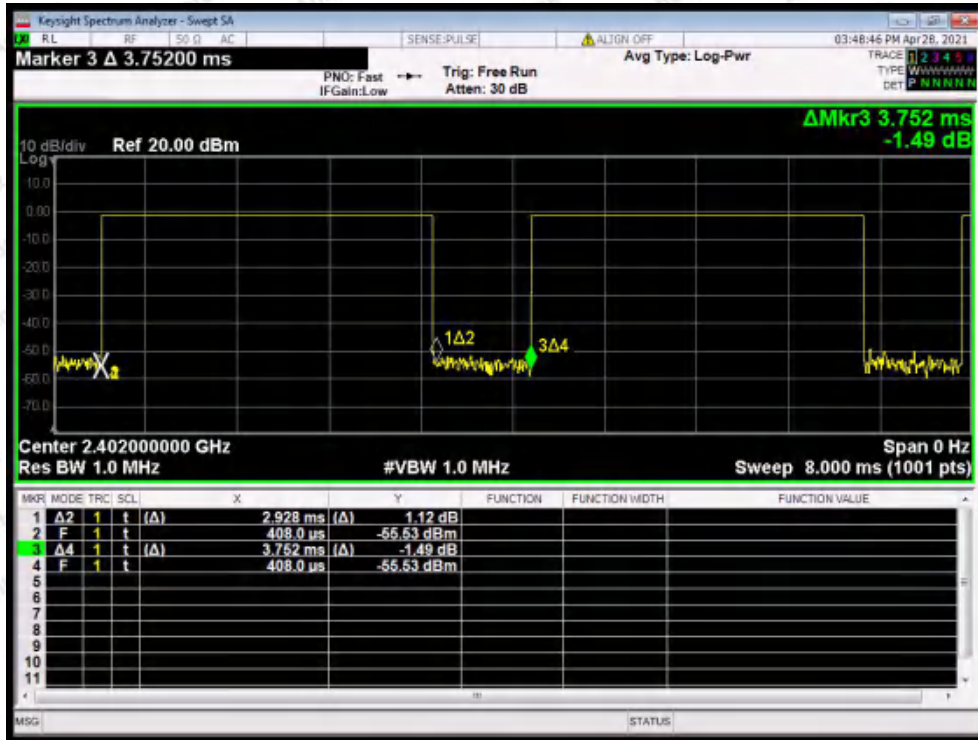 Keysight Spectrum Analyzer - Swept SA
RL RF 50 Ω AC SENSE:PULSE ALIGN OFF 03:48:46 PM Apr 28, 2021
Marker 3 Δ 3.75200 ms
PNO: Fast
IFGain:Low
Trig: Free Run
Atten: 30 dB
Avg Type: Log-Pwr
TRACE 1 2 3 4 5 6
TYPE W
DET P N N N N N
ΔMkr3 3.752 ms
-1.49 dB
10 dB/div Ref 20.00 dBm
Log
10.0
0.00
-10.0
-20.0
-30.0
-40.0
-50.0
-60.0
-70.0
1Δ2
3Δ4
Center 2.402000000 GHz Span 0 Hz
Res BW 1.0 MHz #VBW 1.0 MHz Sweep 8.000 ms (1001 pts)
MKR MODE TRC SCL X Y FUNCTION FUNCTION WIDTH FUNCTION VALUE
1 Δ2 1 t (Δ) 2.928 ms (Δ) 1.12 dB
2 F 1 t 408.0 µs -55.53 dBm
3 Δ4 1 t (Δ) 3.752 ms (Δ) -1.49 dB
4 F 1 t 408.0 µs -55.53 dBm
5
6
7
8
9
10
11
MSG STATUS